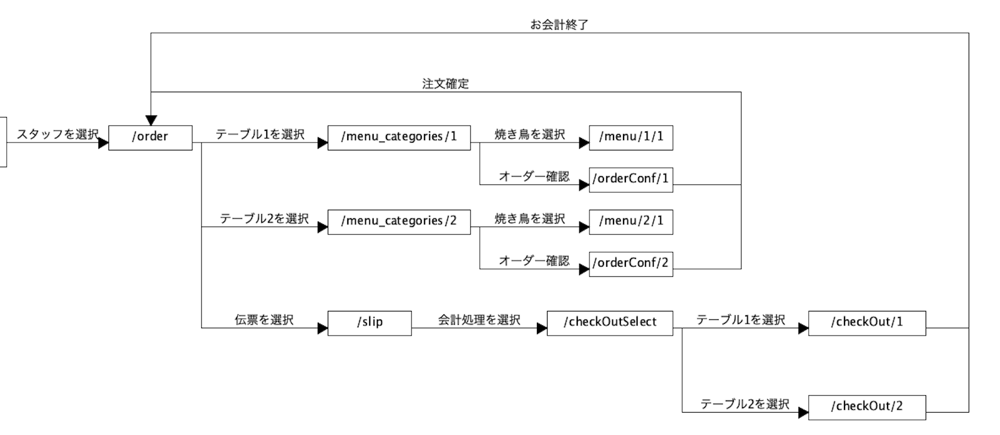 お会計終了
注文確定
スタッフを選択
/order
テーブル1を選択
/menu_categories/1
焼き鳥を選択
/menu/1/1
オーダー確認
/orderConf/1
テーブル2を選択
/menu_categories/2
焼き鳥を選択
/menu/2/1
オーダー確認
/orderConf/2
伝票を選択
/slip
会計処理を選択
/checkOutSelect
テーブル1を選択
/checkOut/1
テーブル2を選択
/checkOut/2